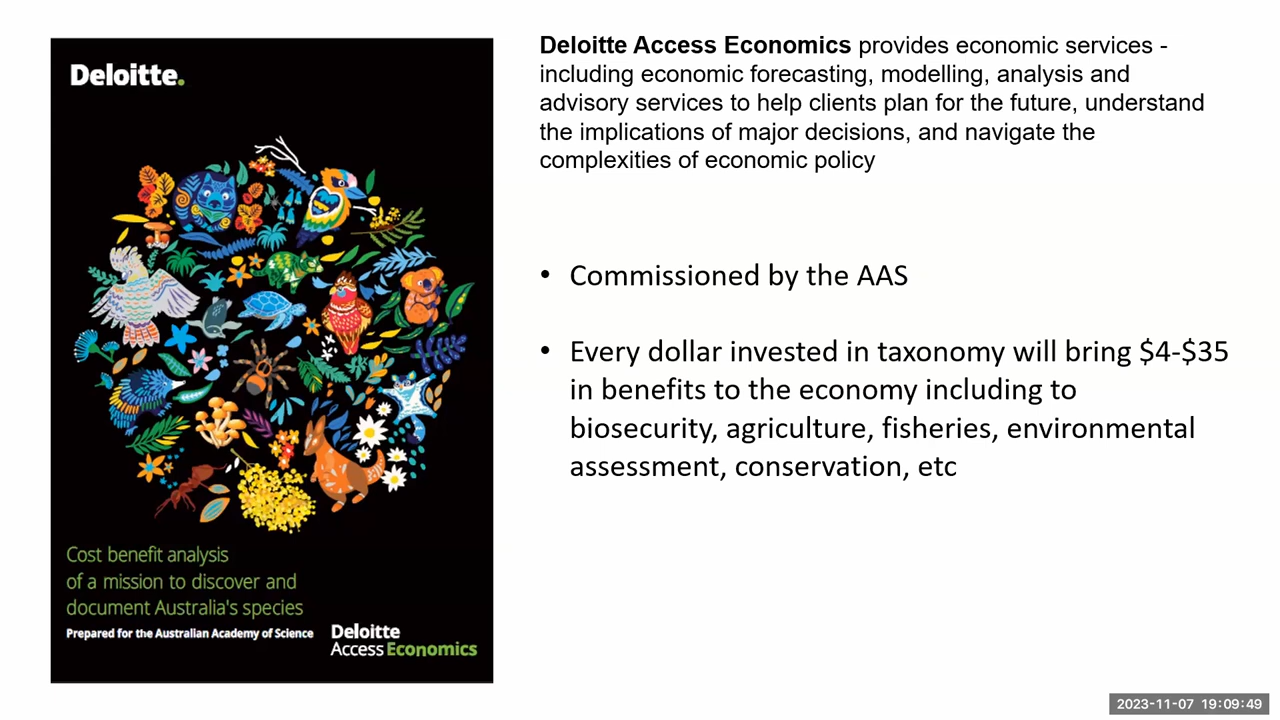 Deloitte.
Cost benefit analysis
of a mission to discover and
document Australia's species
Prepared for the Australian Academy of Science
Deloitte
Access Economics
Deloitte Access Economics provides economic services -
including economic forecasting, modelling, analysis and
advisory services to help clients plan for the future, understand
the implications of major decisions, and navigate the
complexities of economic policy
• Commissioned by the AAS
• Every dollar invested in taxonomy will bring $4-$35
in benefits to the economy including to
biosecurity, agriculture, fisheries, environmental
assessment, conservation, etc
2023-11-07 19:09:49